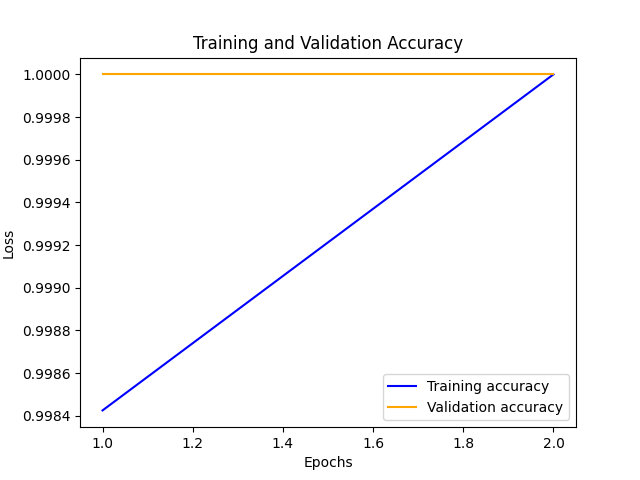 Training and Validation Accuracy
1.0000
0.9998
0.9996
0.9994
0.9992
0.9990
0.9988
0.9986
0.9984
Loss
Training accuracy
Validation accuracy
1.0 1.2 1.4 1.6 1.8 2.0
Epochs